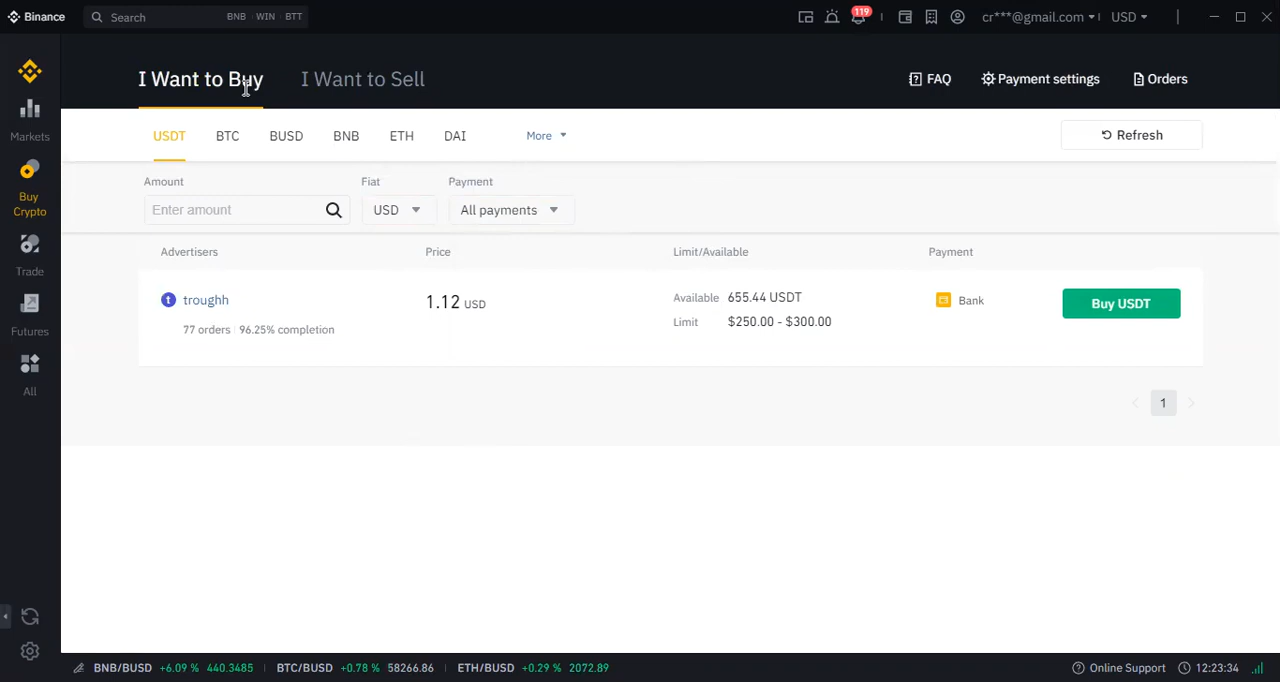 Binance
Search BNB · WIN · BTT
119
cr***@gmail.com
USD
I Want to Buy
I Want to Sell
FAQ
Payment settings
Orders
Markets
Buy Crypto
Trade
Futures
All
USDT BTC BUSD BNB ETH DAI More
Refresh
Amount Fiat Payment
Enter amount USD All payments
Advertisers Price Limit/Available Payment
t troughh 1.12 USD Available 655.44 USDT Bank Buy USDT
77 orders | 96.25% completion Limit $250.00 - $300.00
1
BNB/BUSD +6.09 % 440.3485 BTC/BUSD +0.78 % 58266.86 ETH/BUSD +0.29 % 2072.89 Online Support 12:23:34